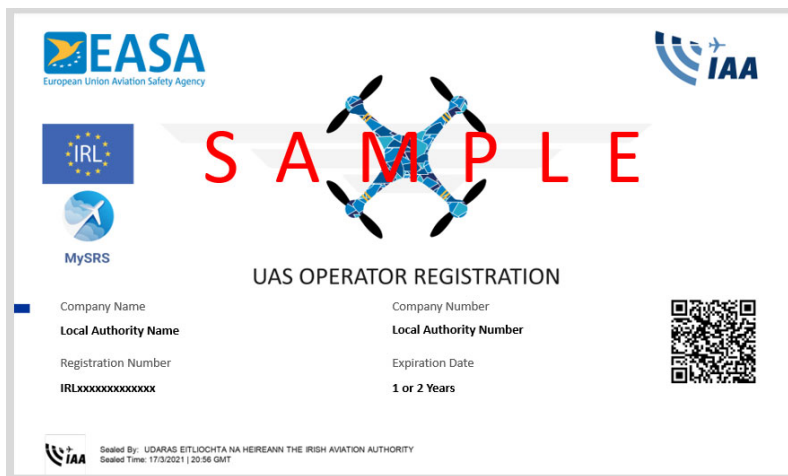 EASA
European Union Aviation Safety Agency
IAA
IRL
SAMPLE
MySRS
UAS OPERATOR REGISTRATION
Company Name
Company Number
Local Authority Name
Local Authority Number
Registration Number
Expiration Date
IRLxxxxxxxxxxxxx
1 or 2 Years
IAA
Sealed By: UDARAS EITLIOCHTA NA HEIREANN THE IRISH AVIATION AUTHORITY
Sealed Time: 17/3/2021 | 20:56 GMT